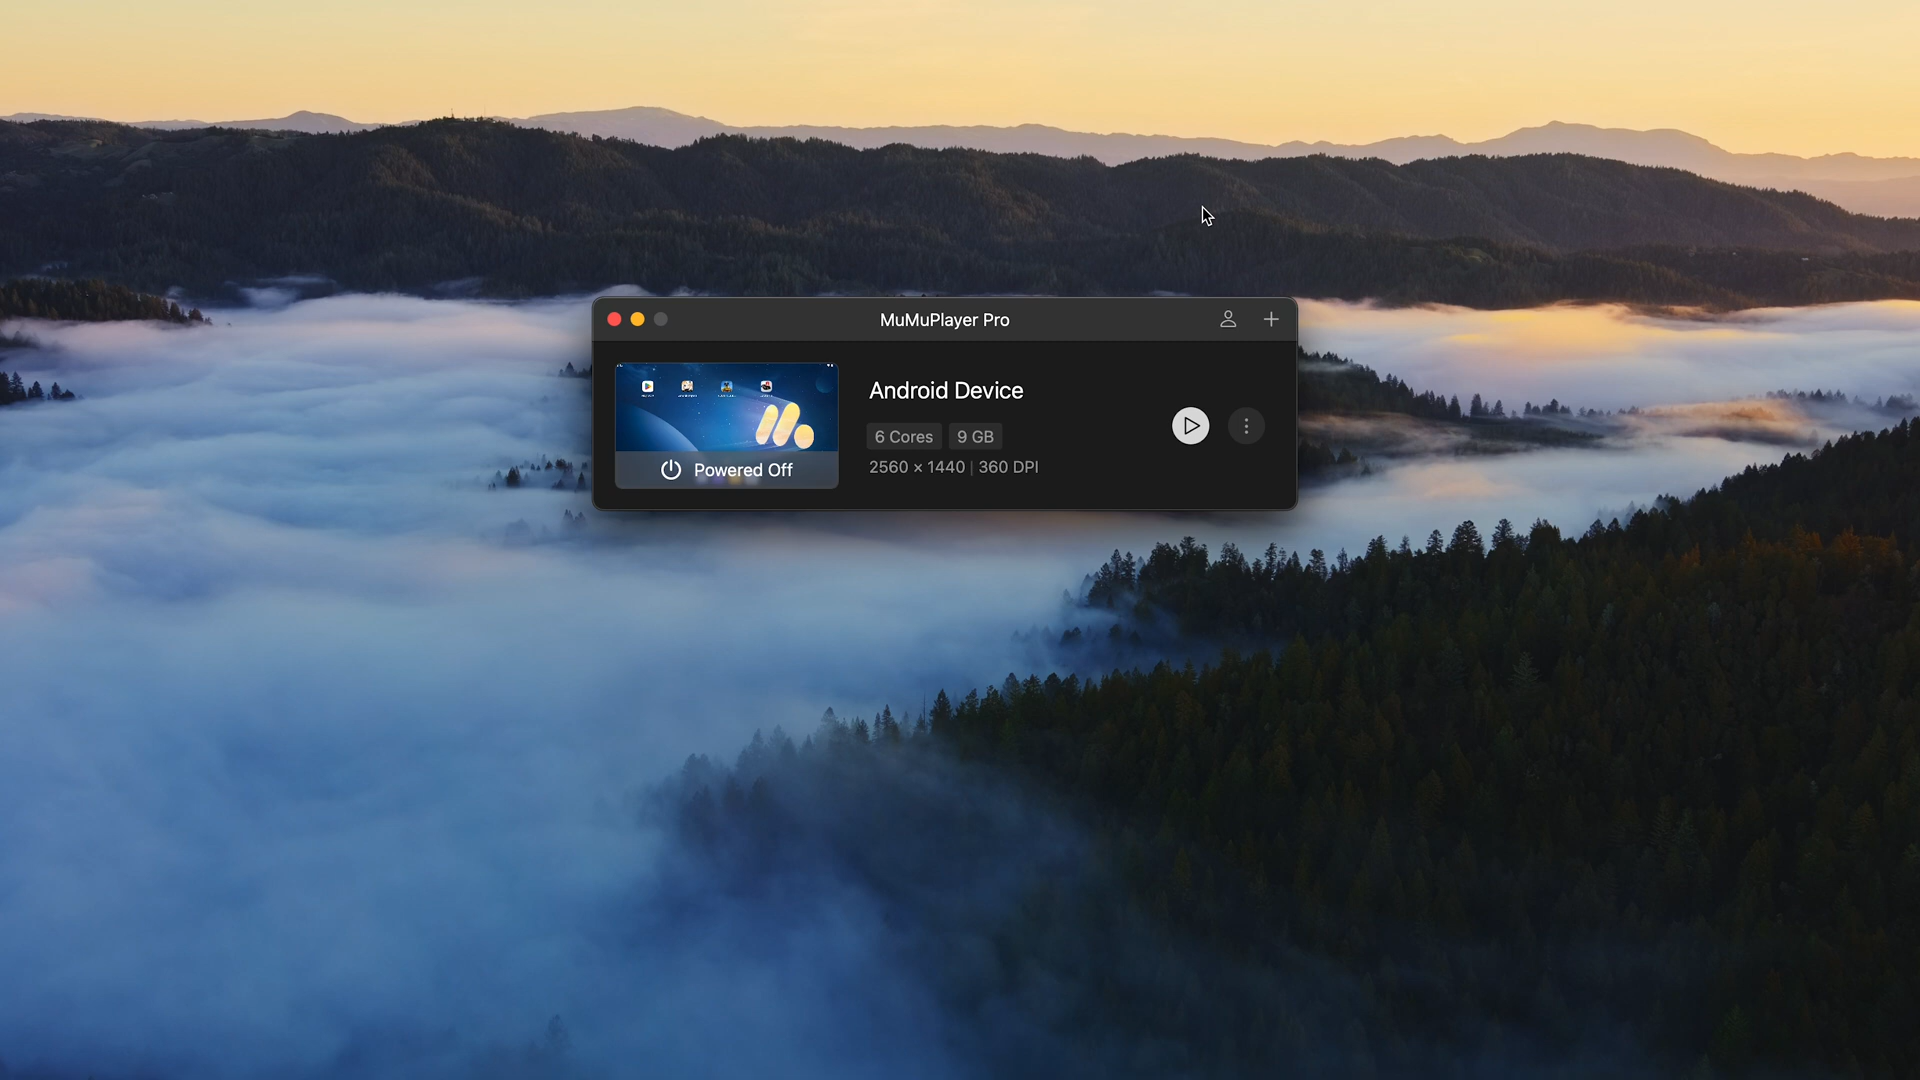 MuMuPlayer Pro
Android Device
6 Cores 9 GB
2560 × 1440 | 360 DPI
Powered Off